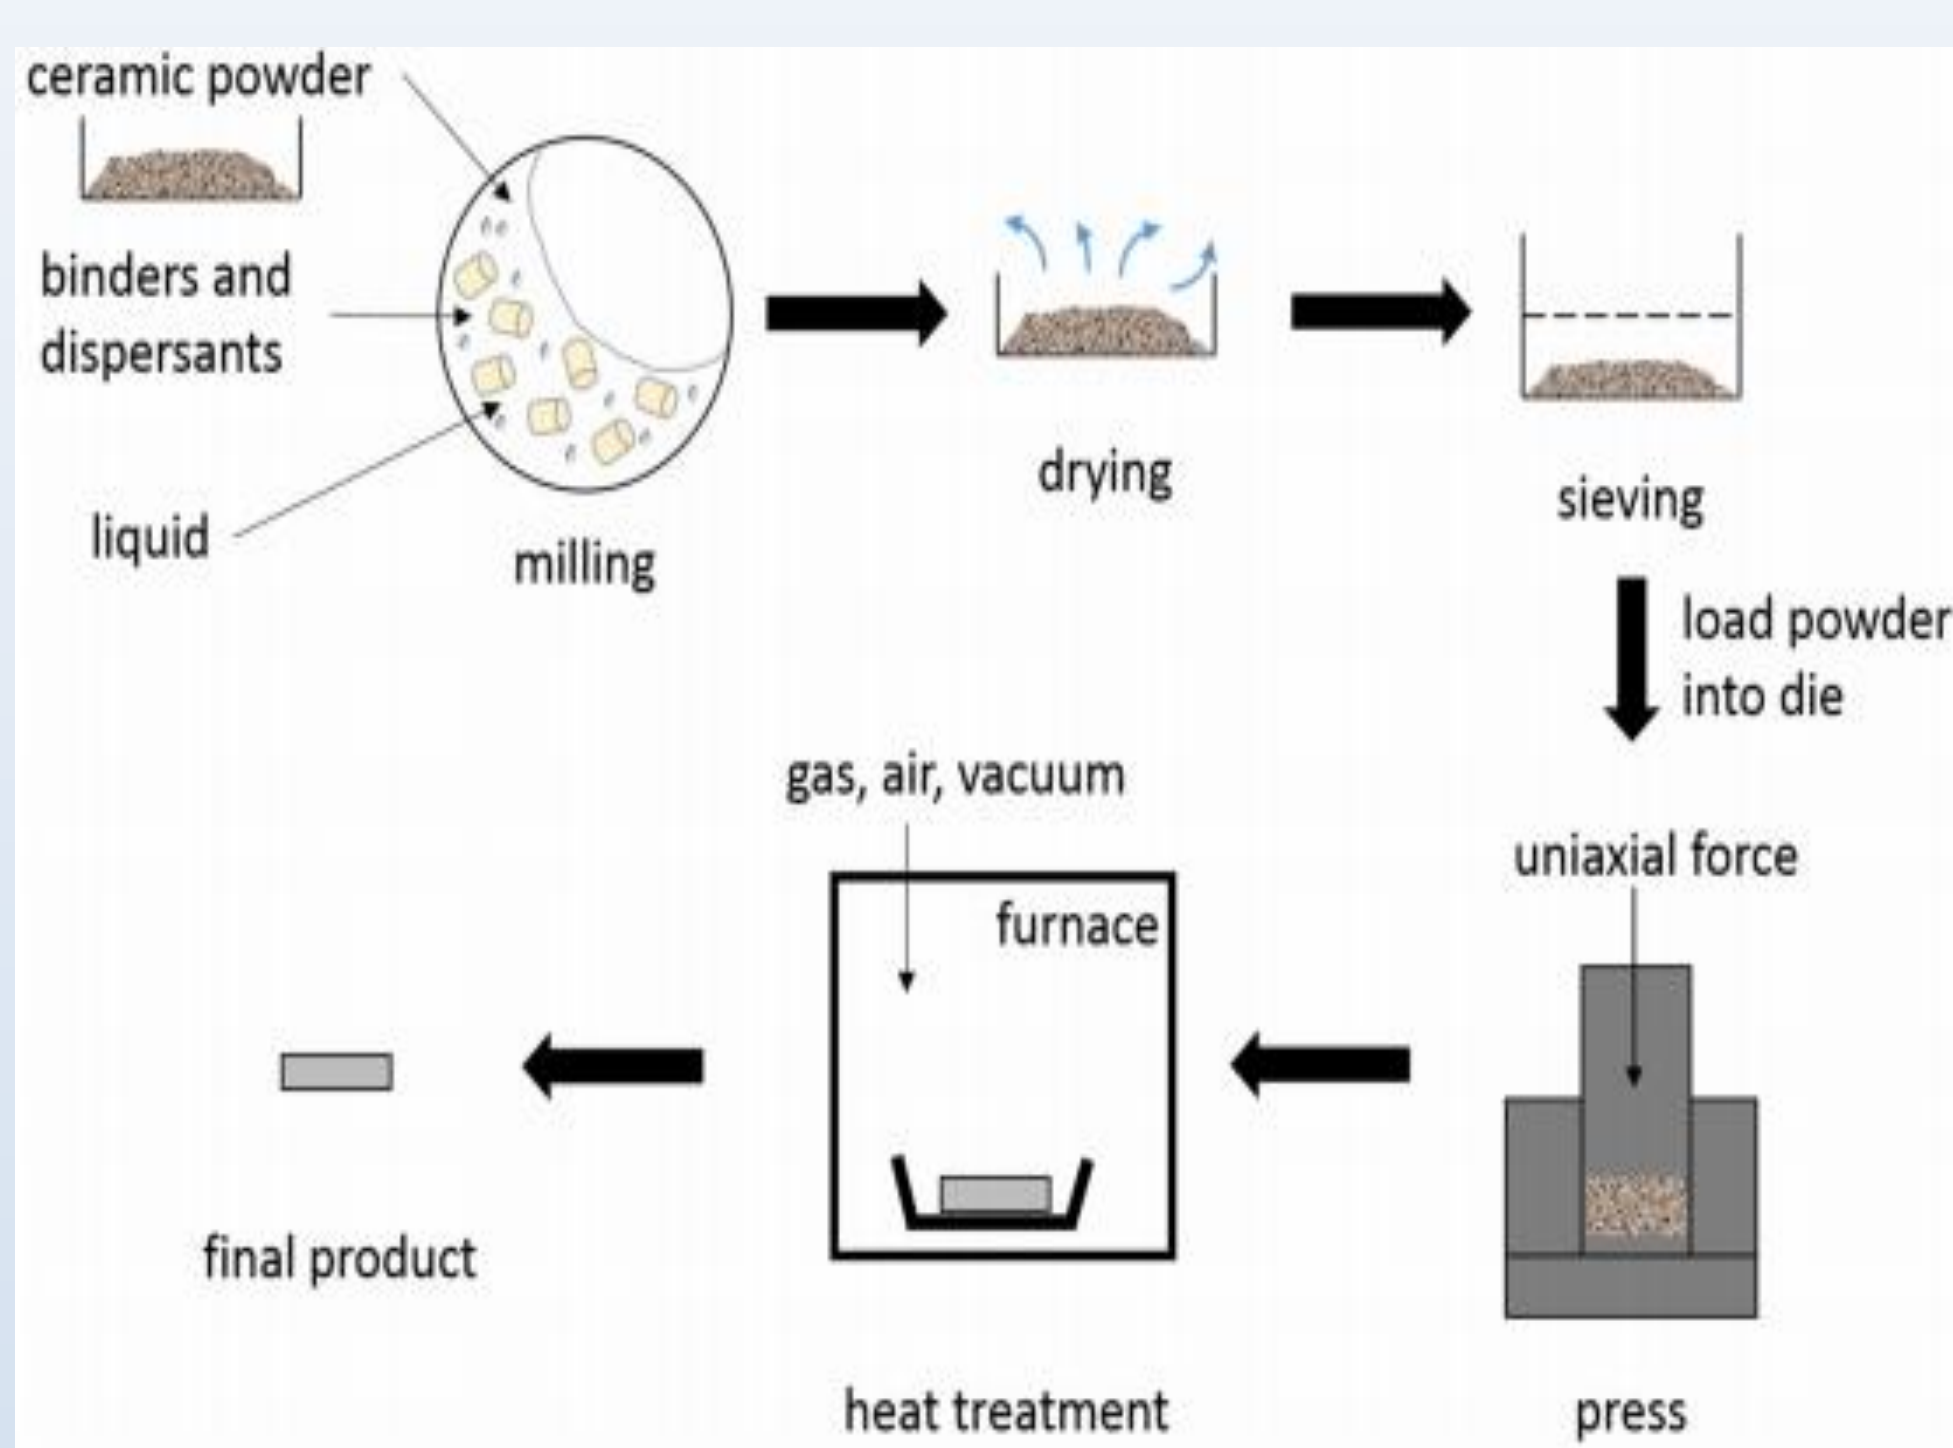 ceramic powder
binders and
dispersants
liquid
milling
drying
sieving
load powder
into die
uniaxial force
press
gas, air, vacuum
furnace
heat treatment
final product